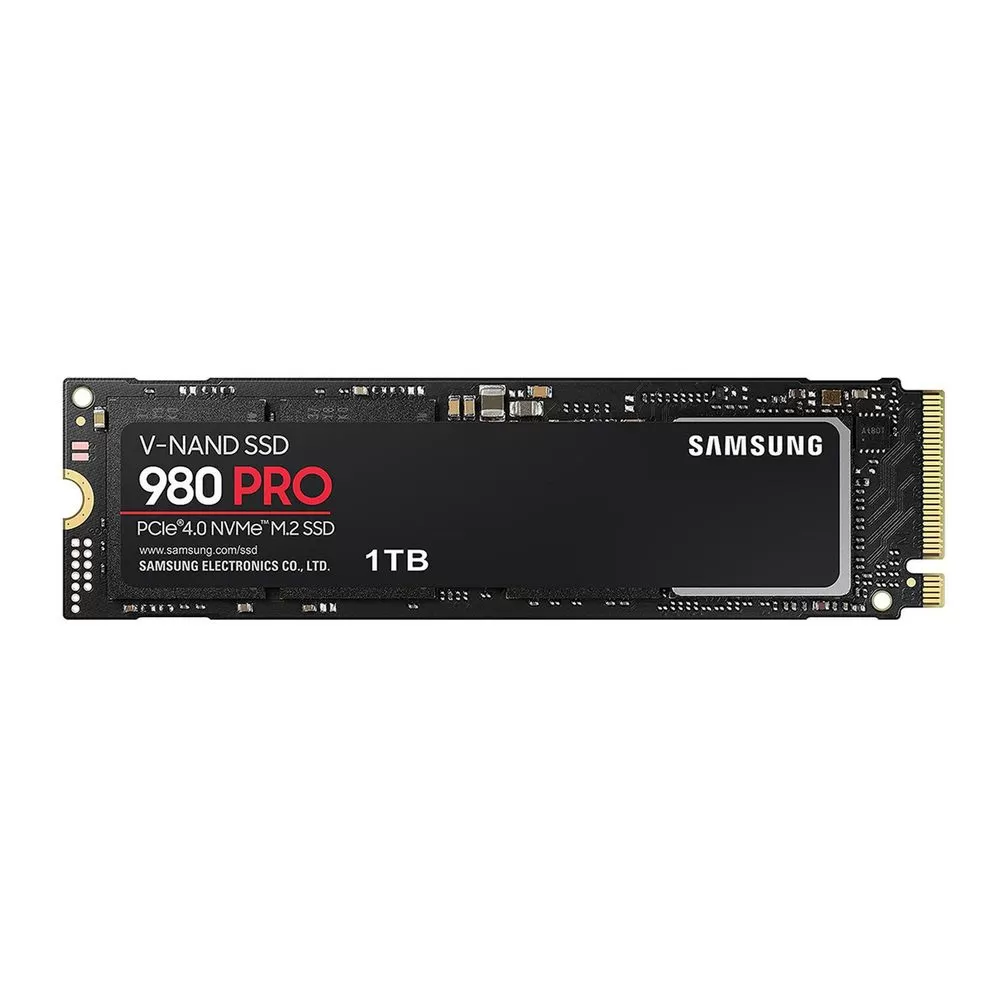 V-NAND SSD
SAMSUNG
980 PRO
PCIe®4.0 NVMe™ M.2 SSD
www.samsung.com/ssd
SAMSUNG ELECTRONICS CO., LTD.
1TB